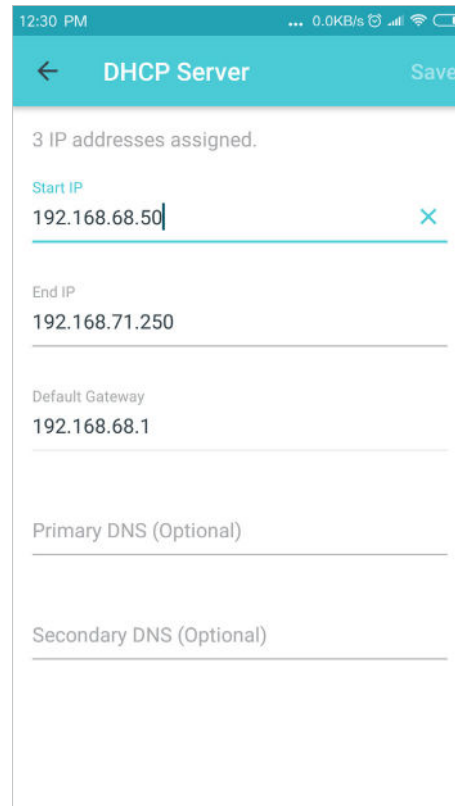 12:30 PM ... 0.0KB/s
DHCP Server Save
3 IP addresses assigned.
Start IP
192.168.68.50
End IP
192.168.71.250
Default Gateway
192.168.68.1
Primary DNS (Optional)
Secondary DNS (Optional)